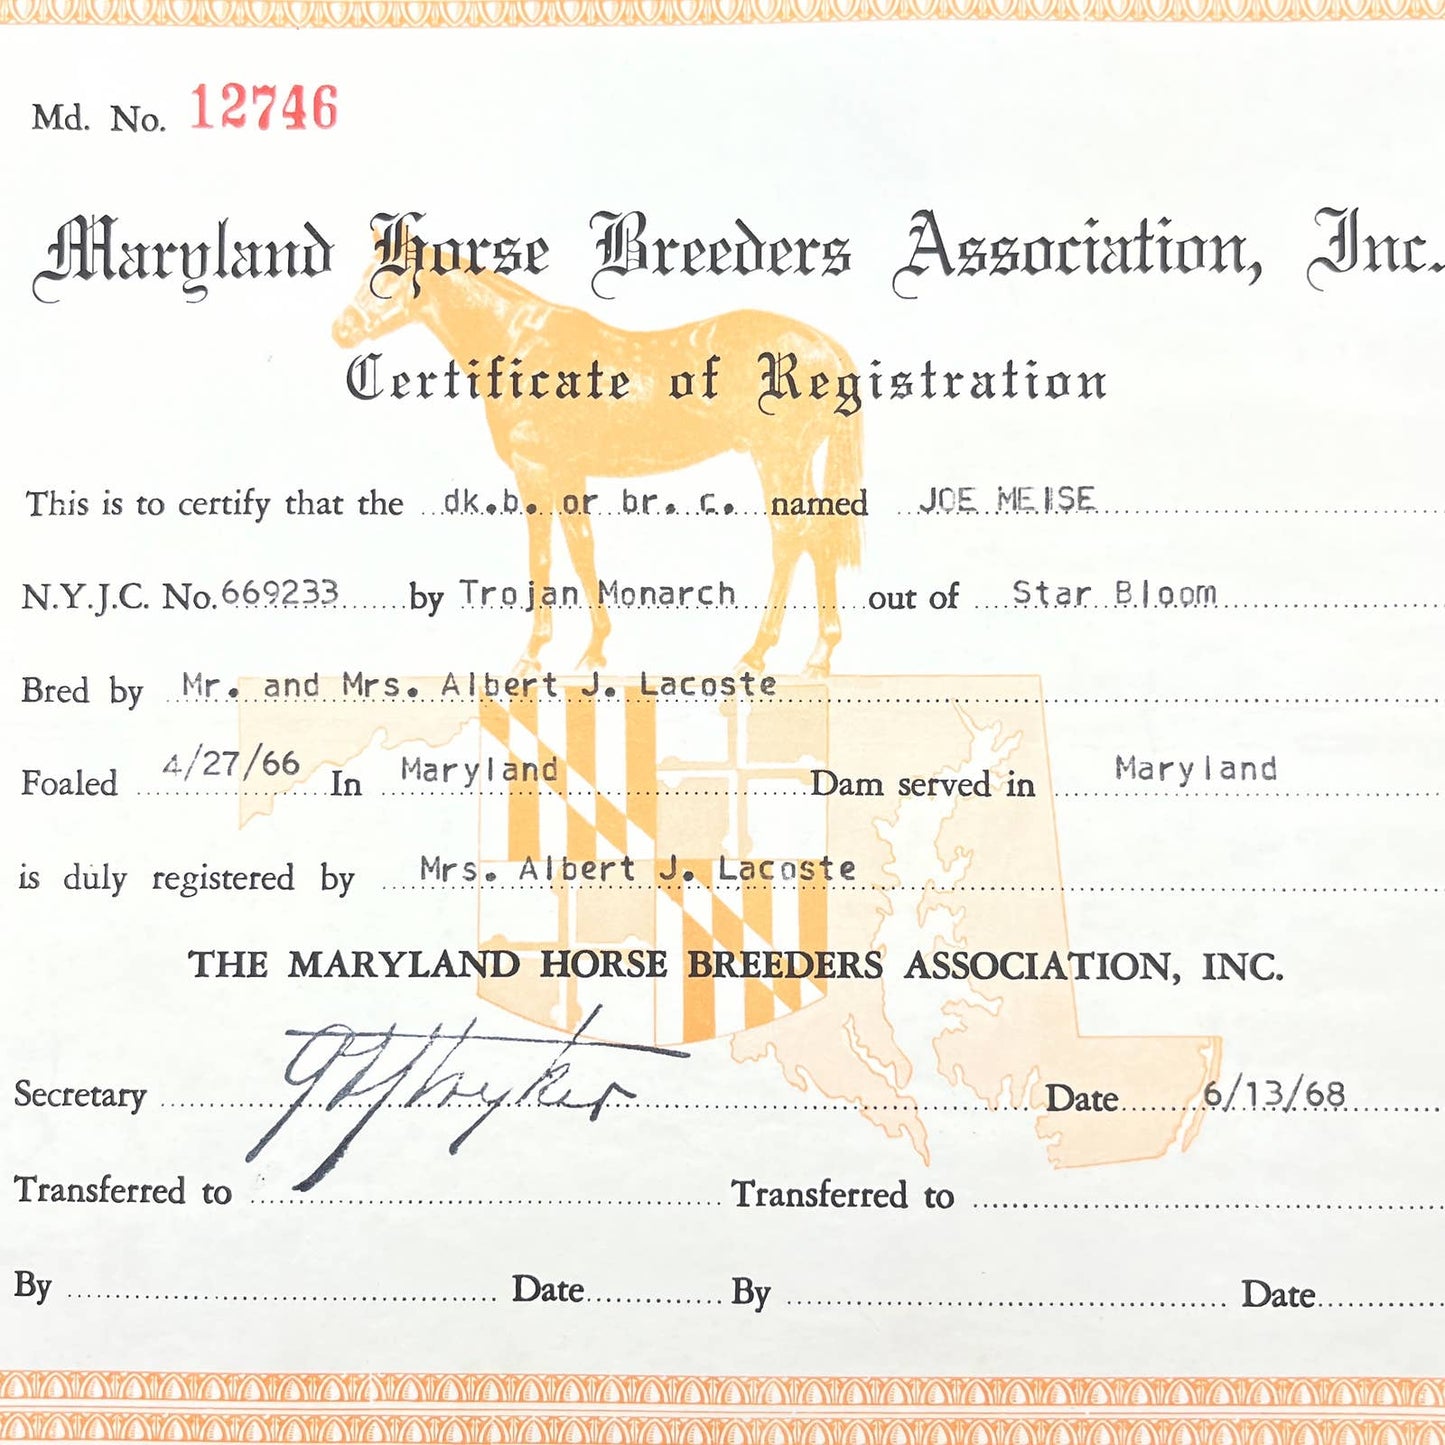 Md. No. 12746
Maryland Horse Breeders Association, Inc.
Certificate of Registration
This is to certify that the dk.b. or br. c. named JOE MEISE
N.Y.J.C. No. 669233 by Trojan Monarch out of Star Bloom
Bred by Mr. and Mrs. Albert J. Lacoste
Foaled 4/27/66 In Maryland Dam served in Maryland
is duly registered by Mrs. Albert J. Lacoste
THE MARYLAND HORSE BREEDERS ASSOCIATION, INC.
Secretary Date 6/13/68
Transferred to Transferred to
By Date By Date